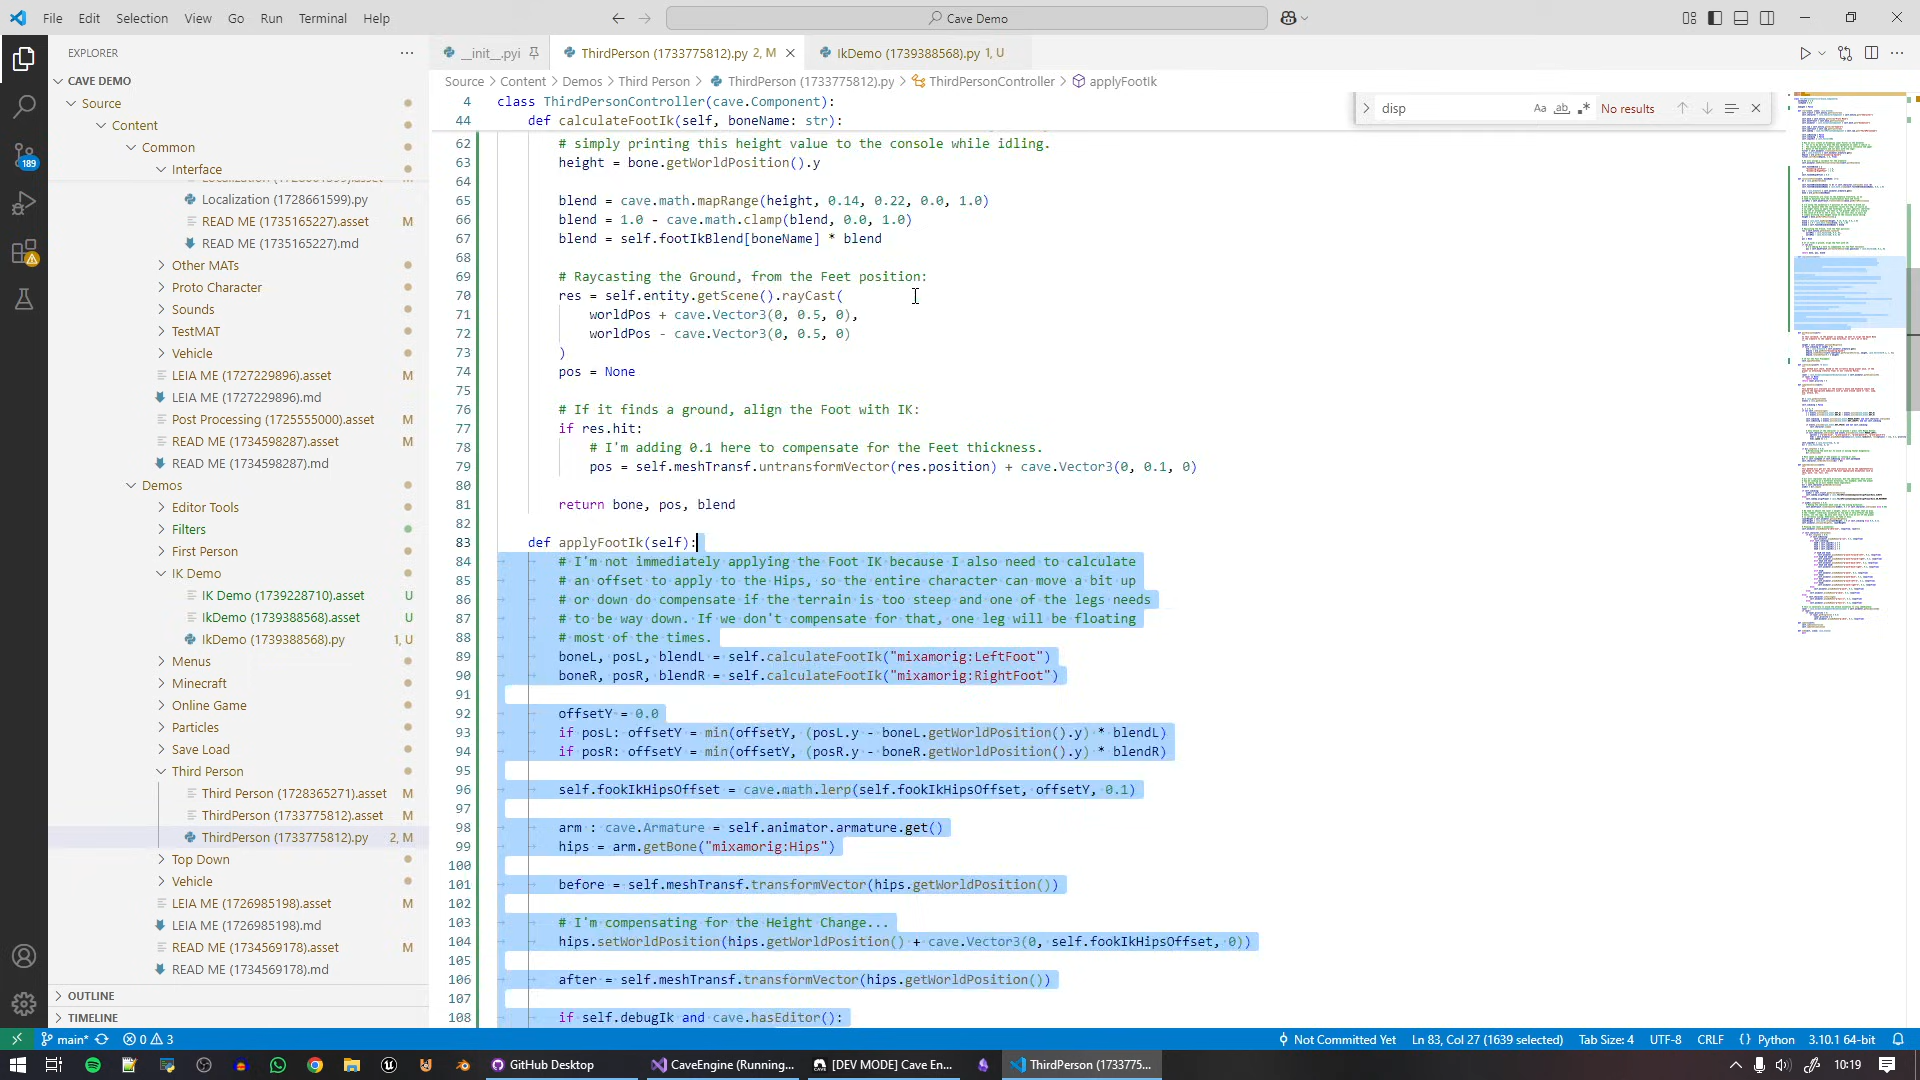 File Edit Selection View Go Run Terminal Help
Cave Demo
EXPLORER
CAVE DEMO
Source
Content
Common
Interface
Localization (1728661599).asset
Localization (1728661599).py
READ ME (1735165227).asset M
READ ME (1735165227).md
Other MATs
Proto Character
Sounds
TestMAT
Vehicle
LEIA ME (1727229896).asset M
LEIA ME (1727229896).md
Post Processing (1725555000).asset M
READ ME (1734598287).asset M
READ ME (1734598287).md
Demos
Editor Tools
Filters
First Person
IK Demo
IK Demo (1739228710).asset U
IkDemo (1739388568).asset U
IkDemo (1739388568).py 1, U
Menus
Minecraft
Online Game
Particles
Save Load
Third Person
Third Person (1728365271).asset M
ThirdPerson (1733775812).asset M
ThirdPerson (1733775812).py 2, M
Top Down
Vehicle
LEIA ME (1726985198).asset M
LEIA ME (1726985198).md
READ ME (1734569178).asset M
READ ME (1734569178).md
OUTLINE
TIMELINE
189
__init__.pyi
ThirdPerson (1733775812).py 2, M
IkDemo (1739388568).py 1, U
Source > Content > Demos > Third Person > ThirdPerson (1733775812).py > ThirdPersonController > applyFootIk
disp Aa ab No results
4 class ThirdPersonController(cave.Component):
44 def calculateFootIk(self, boneName: str):
62 # simply printing this height value to the console while idling.
63 height = bone.getWorldPosition().y
64
65 blend = cave.math.mapRange(height, 0.14, 0.22, 0.0, 1.0)
66 blend = 1.0 - cave.math.clamp(blend, 0.0, 1.0)
67 blend = self.footIkBlend[boneName] * blend
68
69 # Raycasting the Ground, from the Feet position:
70 res = self.entity.getScene().rayCast(
71 worldPos + cave.Vector3(0, 0.5, 0),
72 worldPos - cave.Vector3(0, 0.5, 0)
73 )
74 pos = None
75
76 # If it finds a ground, align the Foot with IK:
77 if res.hit:
78 # I'm adding 0.1 here to compensate for the Feet thickness.
79 pos = self.meshTransf.untransformVector(res.position) + cave.Vector3(0, 0.1, 0)
80
81 return bone, pos, blend
82
83 def applyFootIk(self):
84 # I'm not immediately applying the Foot IK because I also need to calculate
85 # an offset to apply to the Hips, so the entire character can move a bit up
86 # or down do compensate if the terrain is too steep and one of the legs needs
87 # to be way down. If we don't compensate for that, one leg will be floating
88 # most of the times.
89 boneL, posL, blendL = self.calculateFootIk("mixamorig:LeftFoot")
90 boneR, posR, blendR = self.calculateFootIk("mixamorig:RightFoot")
91
92 offsetY = 0.0
93 if posL: offsetY = min(offsetY, (posL.y - boneL.getWorldPosition().y) * blendL)
94 if posR: offsetY = min(offsetY, (posR.y - boneR.getWorldPosition().y) * blendR)
95
96 self.fookIkHipsOffset = cave.math.lerp(self.fookIkHipsOffset, offsetY, 0.1)
97
98 arm : cave.Armature = self.animator.armature.get()
99 hips = arm.getBone("mixamorig:Hips")
100
101 before = self.meshTransf.transformVector(hips.getWorldPosition())
102
103 # I'm compensating for the Height Change...
104 hips.setWorldPosition(hips.getWorldPosition() + cave.Vector3(0, self.fookIkHipsOffset, 0))
105
106 after = self.meshTransf.transformVector(hips.getWorldPosition())
107
108 if self.debugIk and cave.hasEditor():
main* 0 3
Not Committed Yet Ln 83, Col 27 (1639 selected) Tab Size: 4 UTF-8 CRLF Python 3.10.1 64-bit
GitHub Desktop
CaveEngine (Running...
[DEV MODE] Cave En...
ThirdPerson (173375...
10:19